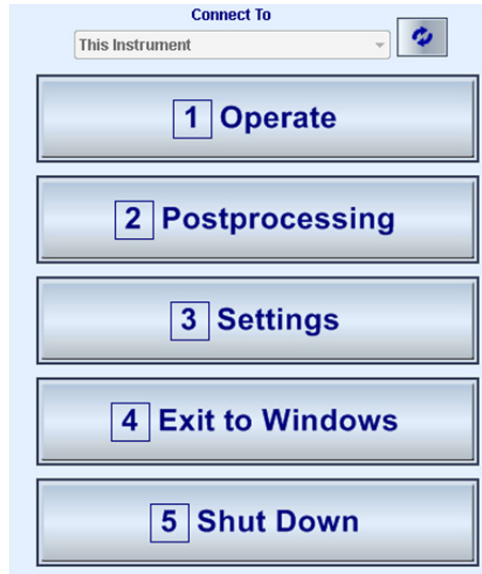 Connect To
This Instrument
1 Operate
2 Postprocessing
3 Settings
4 Exit to Windows
5 Shut Down